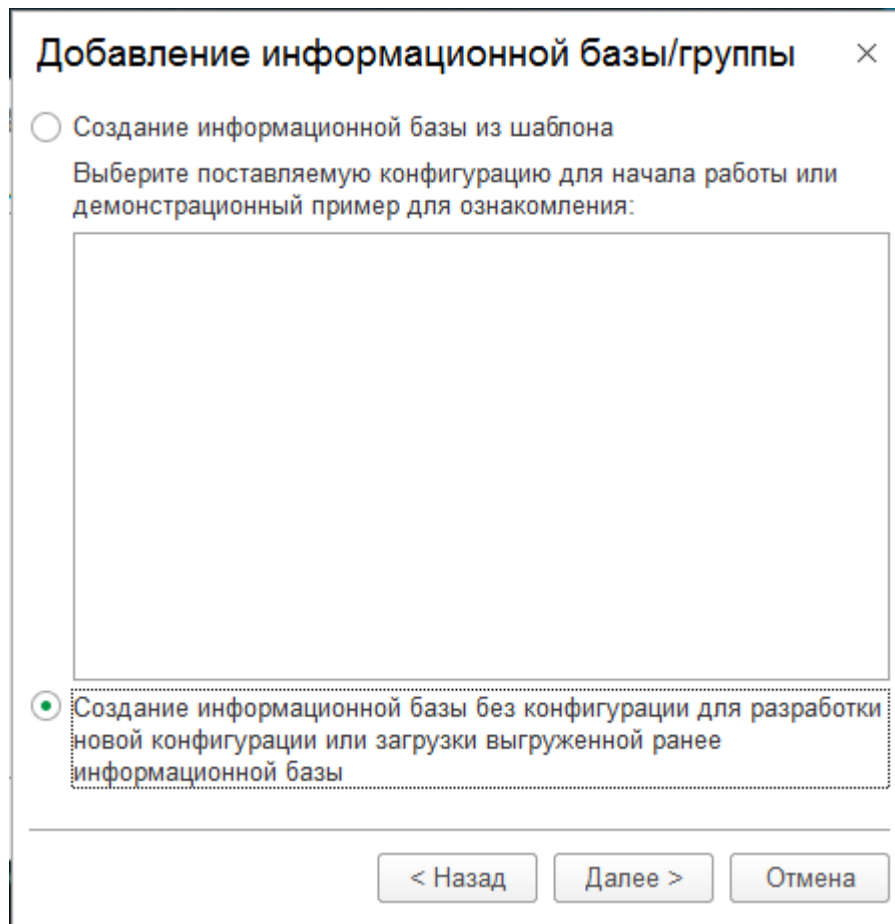 Добавление информационной базы/группы
Создание информационной базы из шаблона
Выберите поставляемую конфигурацию для начала работы или
демонстрационный пример для ознакомления:
Создание информационной базы без конфигурации для разработки
новой конфигурации или загрузки выгруженной ранее
информационной базы
< Назад
Далее >
Отмена